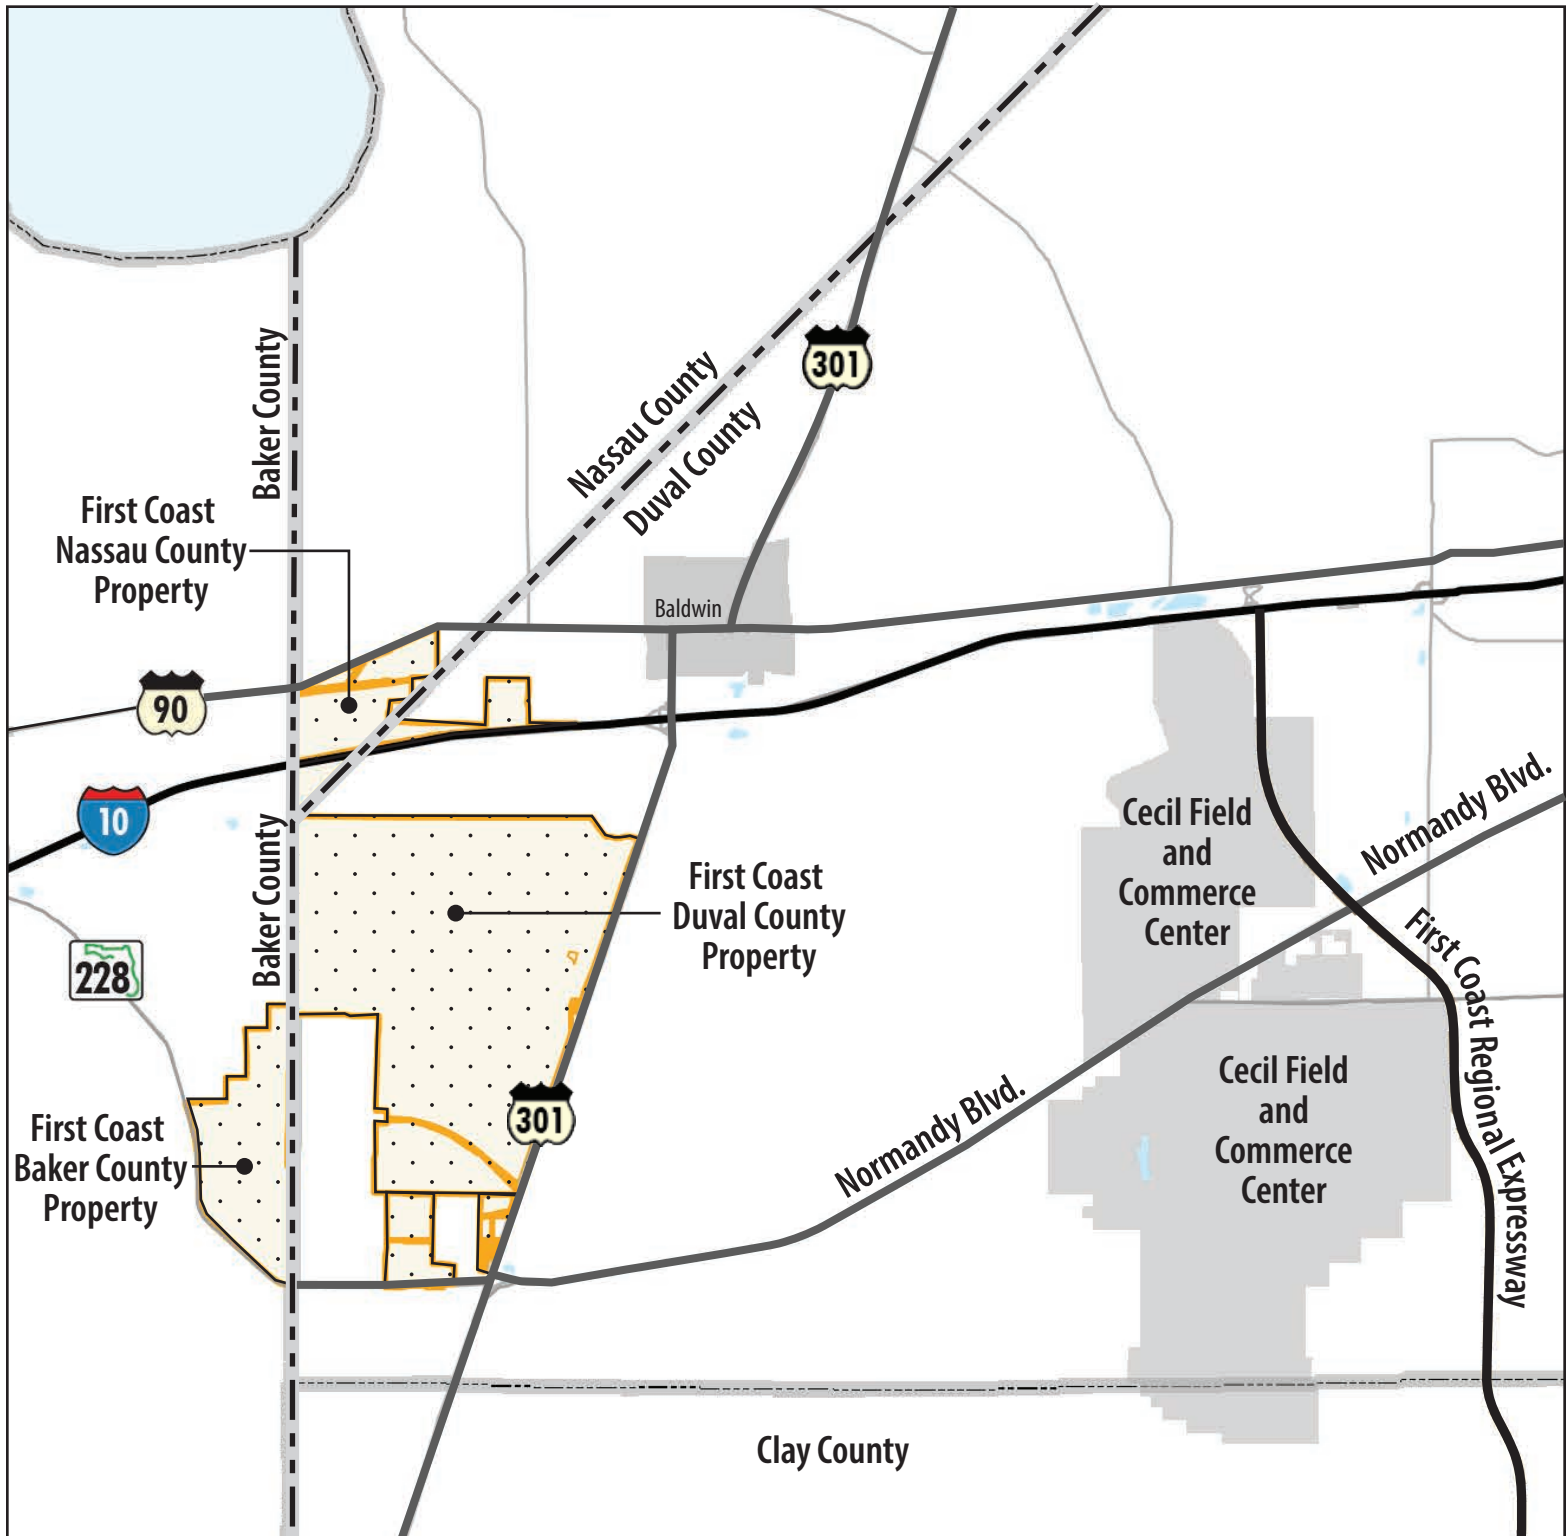 301
Baker County
Nassau County
Duval County
First Coast
Nassau County
Property
Baldwin
90
10
Cecil Field
and
Commerce
Center
Normandy Blvd.
Baker County
First Coast
Duval County
Property
228
First Coast Regional Expressway
Cecil Field
and
Commerce
Center
301
Normandy Blvd.
First Coast
Baker County
Property
Clay County